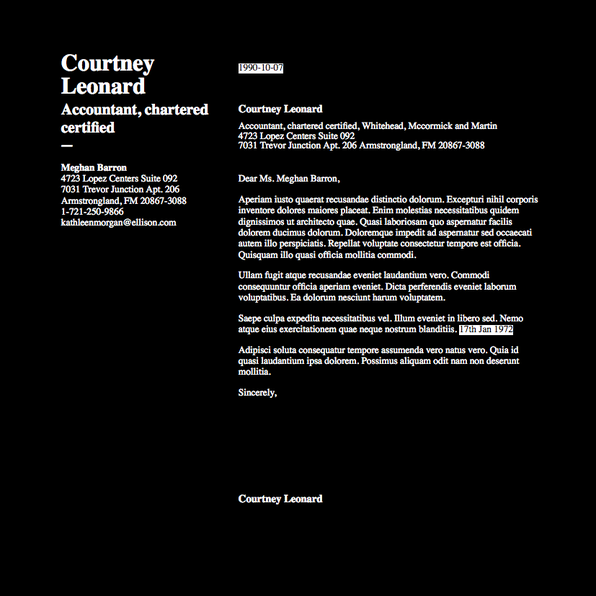 Courtney
Leonard
Accountant, chartered
certified
Meghan Barron
4723 Lopez Centers Suite 092
7031 Trevor Junction Apt. 206
Armstrongland, FM 20867-3088
1-721-250-9866
kathleenmorgan@ellison.com
1990-10-07
Courtney Leonard
Accountant, chartered certified, Whitehead, Mccormick and Martin
4723 Lopez Centers Suite 092
7031 Trevor Junction Apt. 206 Armstrongland, FM 20867-3088
Dear Ms. Meghan Barron,
Aperiam iusto quaerat recusandae distinctio dolorum. Excepturi nihil corporis
inventore dolores maiores placeat. Enim molestias necessitatibus quidem
dignissimos ut architecto quae. Quasi laboriosam quo aspernatur facilis
dolorem ducimus dolorum. Doloremque impedit ad aspernatur sed occaecati
autem illo perspiciatis. Repellat voluptate consectetur tempore est officia.
Quisquam illo quasi officia mollitia commodi.
Ullam fugit atque recusandae eveniet laudantium vero. Commodi
consequuntur officia aperiam eveniet. Dicta perferendis eveniet laborum
voluptatibus. Ea dolorum nesciunt harum voluptatem.
Saepe culpa expedita necessitatibus vel. Illum eveniet in libero sed. Nemo
atque eius exercitationem quae neque nostrum blanditiis. 17th Jan 1972
Adipisci soluta consequatur tempore assumenda vero natus vero. Quia id
quasi laudantium ipsa dolorem. Possimus aliquam odit nam non deserunt
mollitia.
Sincerely,
Courtney Leonard